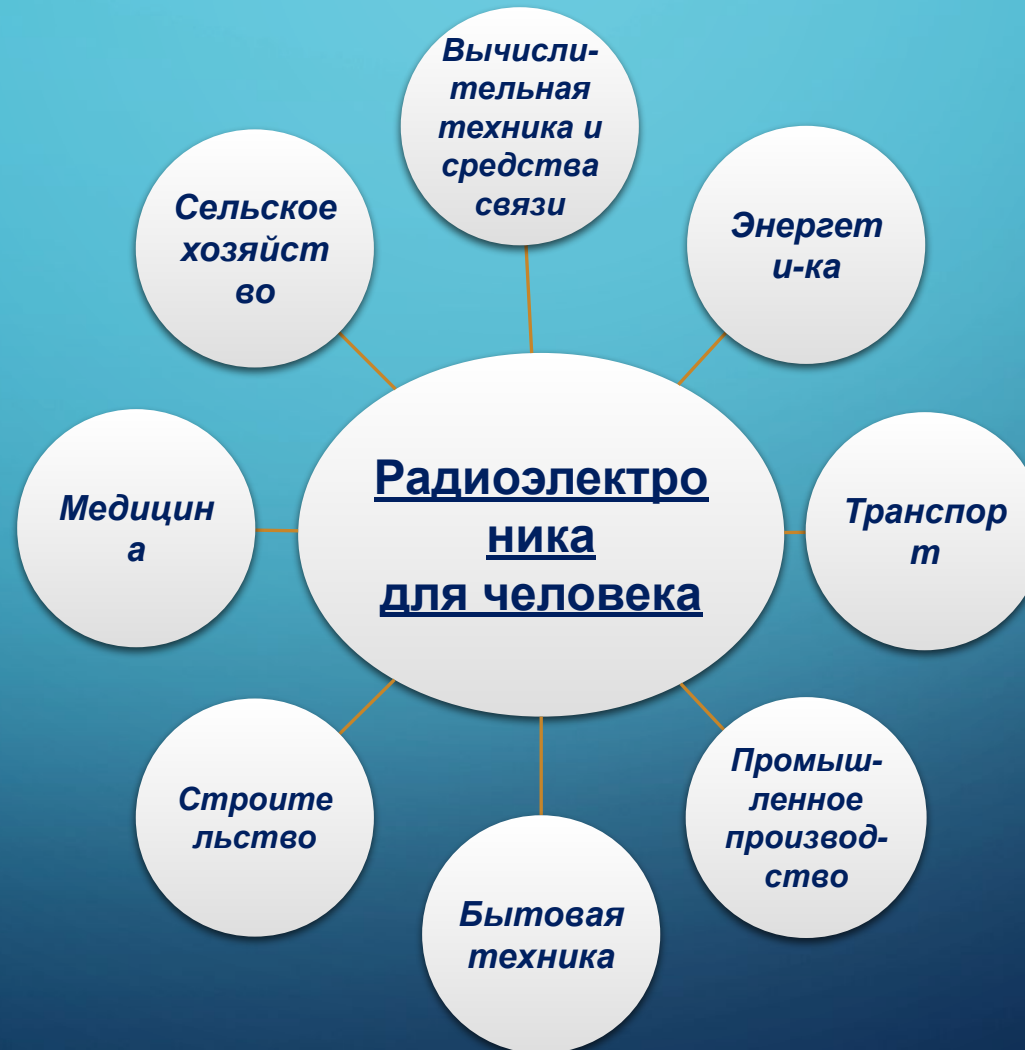 Вычисли-
тельная
техника и
средства
связи
Сельское
хозяйст
во
Энергет
и-ка
Медицин
а
Радиоэлектро
ника
для человека
Транспор
т
Строите
льство
Промыш-
ленное
производ-
ство
Бытовая
техника